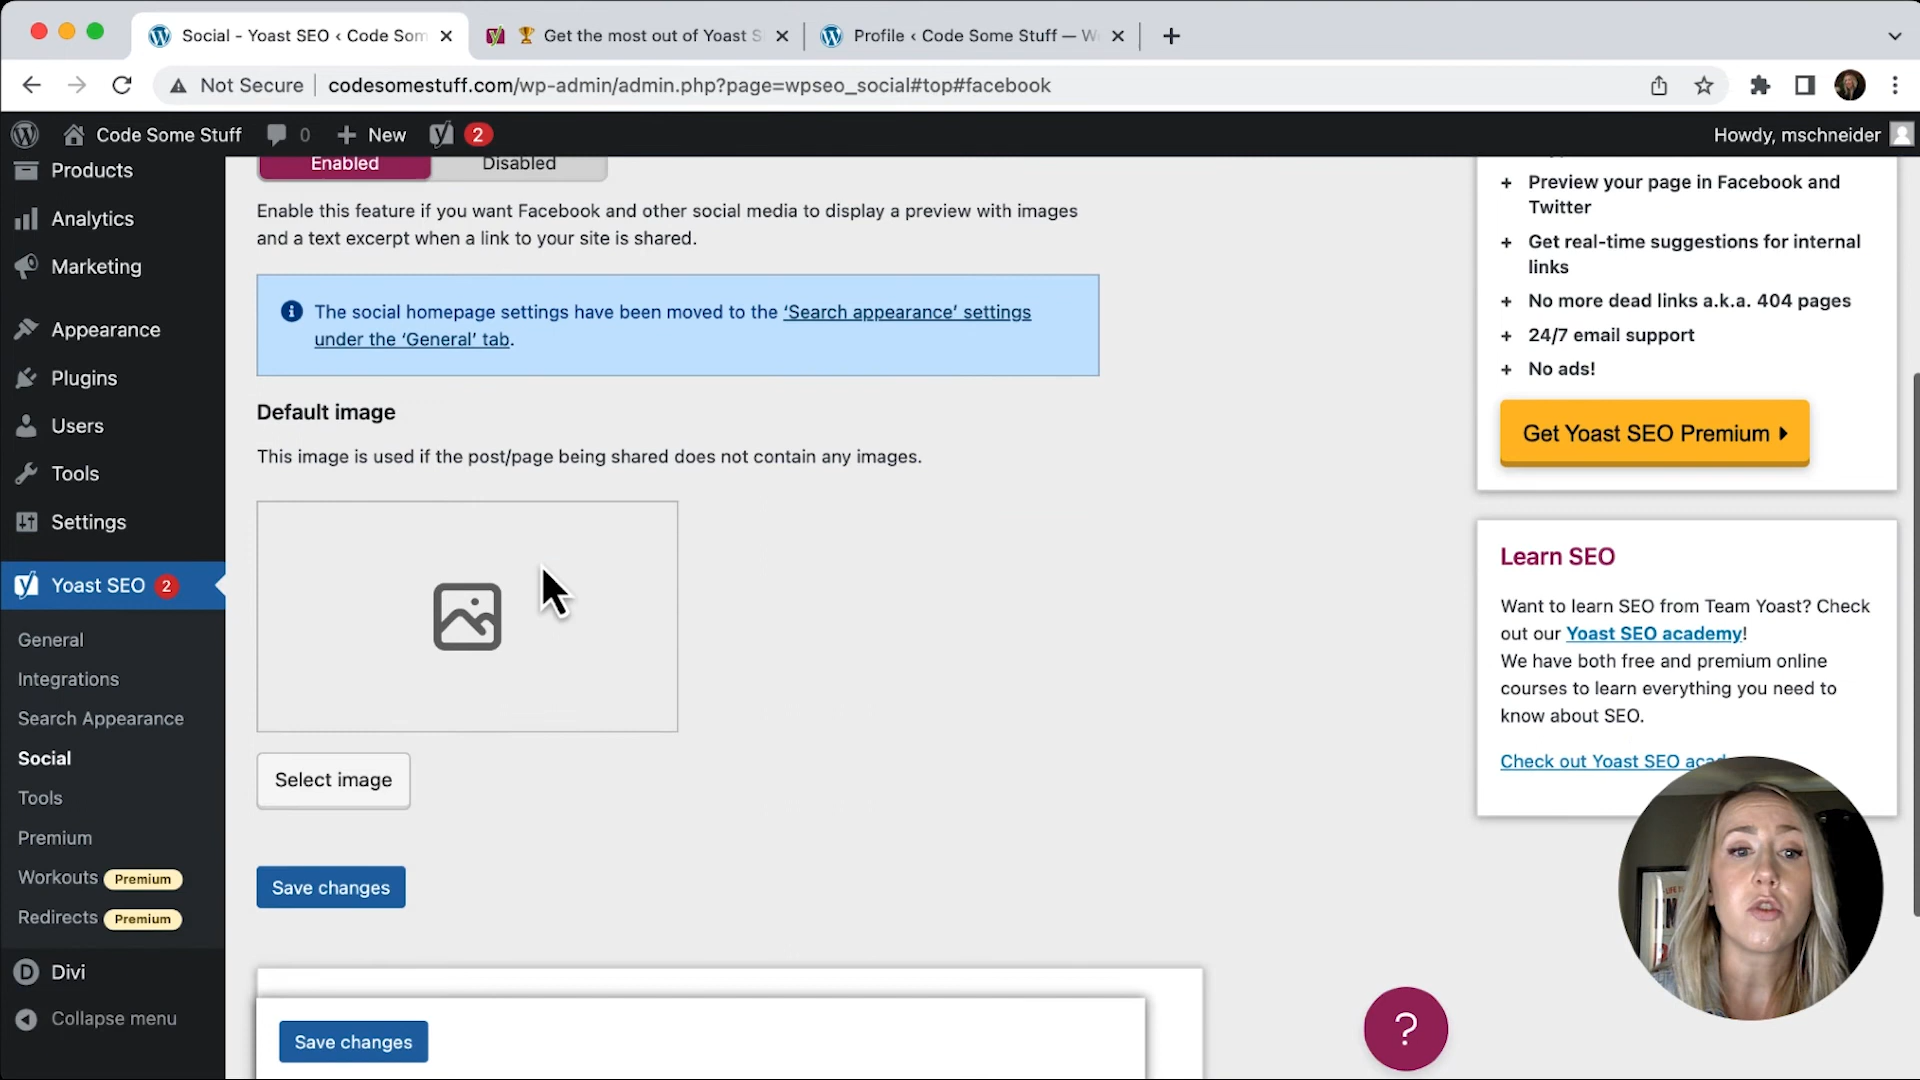 Social - Yoast SEO ‹ Code Som
🏆 Get the most out of Yoast S
Profile ‹ Code Some Stuff — W
Not Secure
codesomestuff.com/wp-admin/admin.php?page=wpseo_social#top#facebook
Code Some Stuff
0
New
2
Howdy, mschneider
Products
Analytics
Marketing
Appearance
Plugins
Users
Tools
Settings
Yoast SEO 2
General
Integrations
Search Appearance
Social
Tools
Premium
Workouts Premium
Redirects Premium
Divi
Collapse menu
Enabled
Disabled
Enable this feature if you want Facebook and other social media to display a preview with images
and a text excerpt when a link to your site is shared.
The social homepage settings have been moved to the ‘Search appearance’ settings
under the ‘General’ tab.
Default image
This image is used if the post/page being shared does not contain any images.
Select image
Save changes
Save changes
+ Preview your page in Facebook and
Twitter
+ Get real-time suggestions for internal
links
+ No more dead links a.k.a. 404 pages
+ 24/7 email support
+ No ads!
Get Yoast SEO Premium
Learn SEO
Want to learn SEO from Team Yoast? Check
out our Yoast SEO academy!
We have both free and premium online
courses to learn everything you need to
know about SEO.
Check out Yoast SEO acad
?